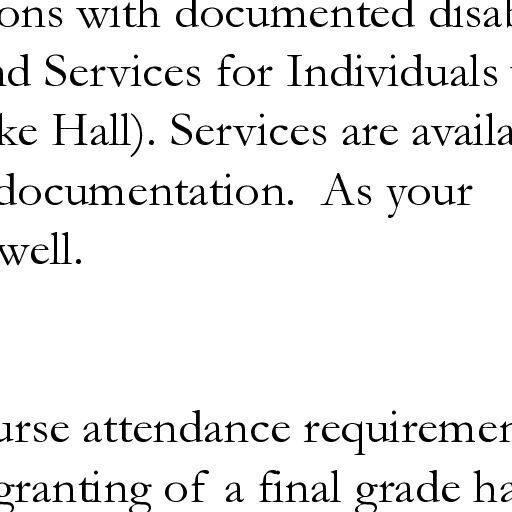 ons with documented disab
nd Services for Individuals
ke Hall). Services are availa
documentation.  As your
well.
urse attendance requiremen
granting of a final grade ha